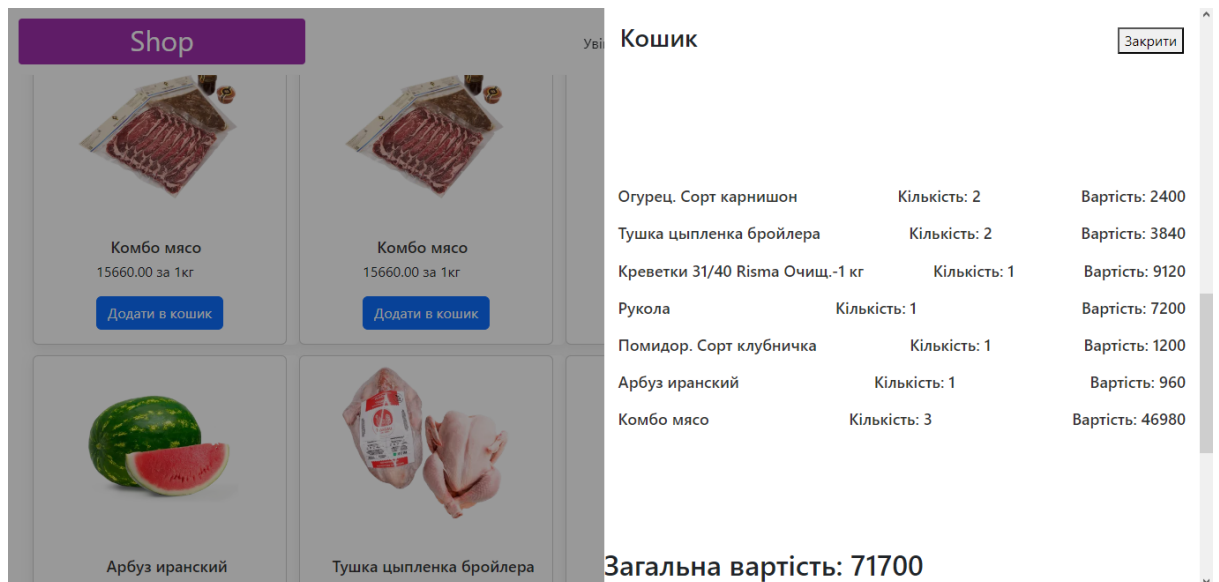 Shop
Уві
Комбо мясо
15660.00 за 1кг
Додати в кошик
Комбо мясо
15660.00 за 1кг
Додати в кошик
Арбуз иранский
Тушка цыпленка бройлера
Кошик
Закрити
Огурец. Сорт карнишон Кількість: 2 Вартість: 2400
Тушка цыпленка бройлера Кількість: 2 Вартість: 3840
Креветки 31/40 Risma Очищ.-1 кг Кількість: 1 Вартість: 9120
Рукола Кількість: 1 Вартість: 7200
Помидор. Сорт клубничка Кількість: 1 Вартість: 1200
Арбуз иранский Кількість: 1 Вартість: 960
Комбо мясо Кількість: 3 Вартість: 46980
Загальна вартість: 71700